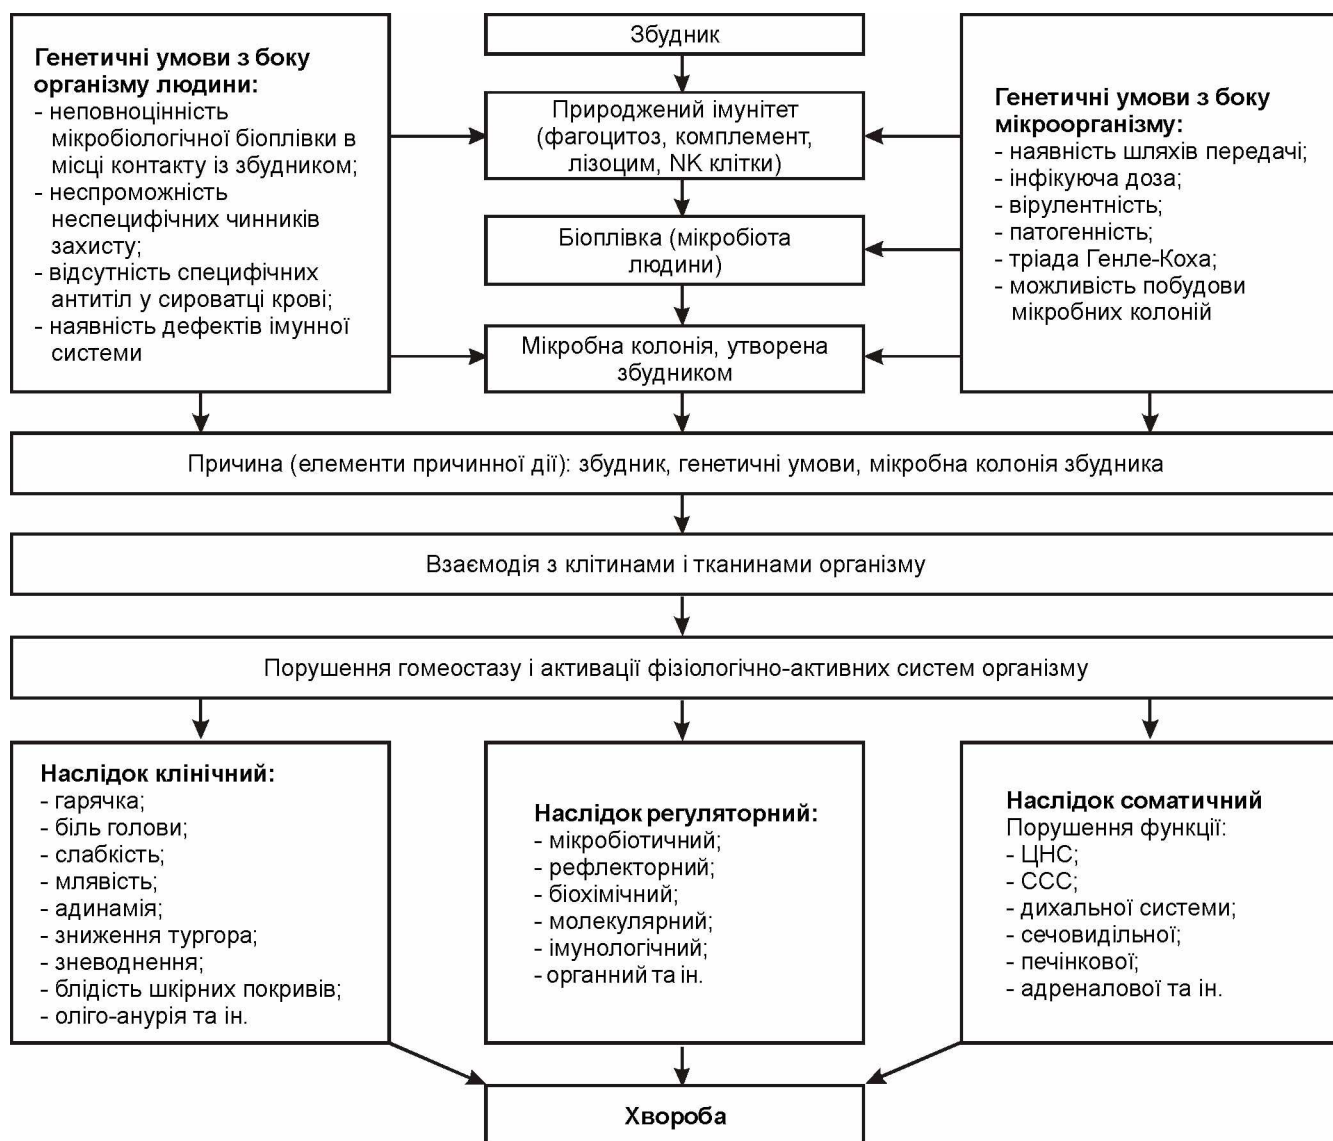 Генетичні умови з боку
організму людини:
- неповноцінність
мікробіологічної біоплівки в
місці контакту із збудником;
- неспроможність
неспецифічних чинників
захисту;
- відсутність специфічних
антитіл у сироватці крові;
- наявність дефектів імунної
системи
Збудник
Природжений імунітет
(фагоцитоз, комплемент,
лізоцим, NK клітки)
Біоплівка (мікробіота
людини)
Мікробна колонія, утворена
збудником
Генетичні умови з боку
мікроорганізму:
- наявність шляхів передачі;
- інфікуюча доза;
- вірулентність;
- патогенність;
- тріада Генле-Коха;
- можливість побудови
мікробних колоній
Причина (елементи причинної дії): збудник, генетичні умови, мікробна колонія збудника
Взаємодія з клітинами і тканинами організму
Порушення гомеостазу і активації фізіологічно-активних систем організму
Наслідок клінічний:
- гарячка;
- біль голови;
- слабкість;
- млявість;
- адинамія;
- зниження тургора;
- зневоднення;
- блідість шкірних покривів;
- оліго-анурія та ін.
Наслідок регуляторний:
- мікробіотичний;
- рефлекторний;
- біохімічний;
- молекулярний;
- імунологічний;
- органний та ін.
Наслідок соматичний
Порушення функції:
- ЦНС;
- ССС;
- дихальної системи;
- сечовидільної;
- печінкової;
- адреналової та ін.
Хвороба